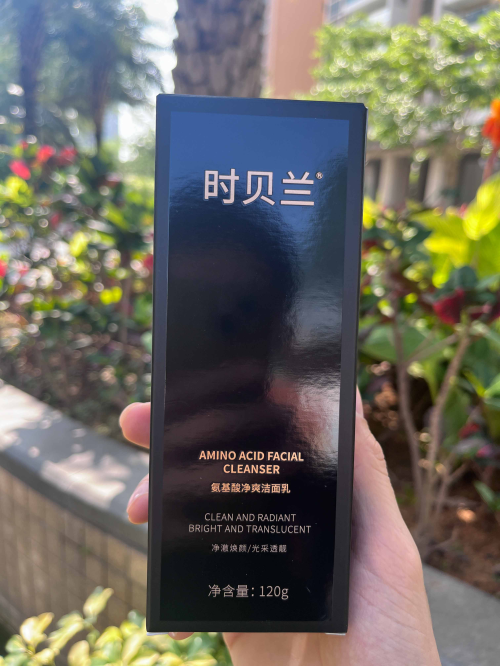 时贝兰®
AMINO ACID FACIAL
CLEANSER
氨基酸净爽洁面乳
CLEAN AND RADIANT
BRIGHT AND TRANSLUCENT
净澈焕颜/光采透靓
净含量：120g